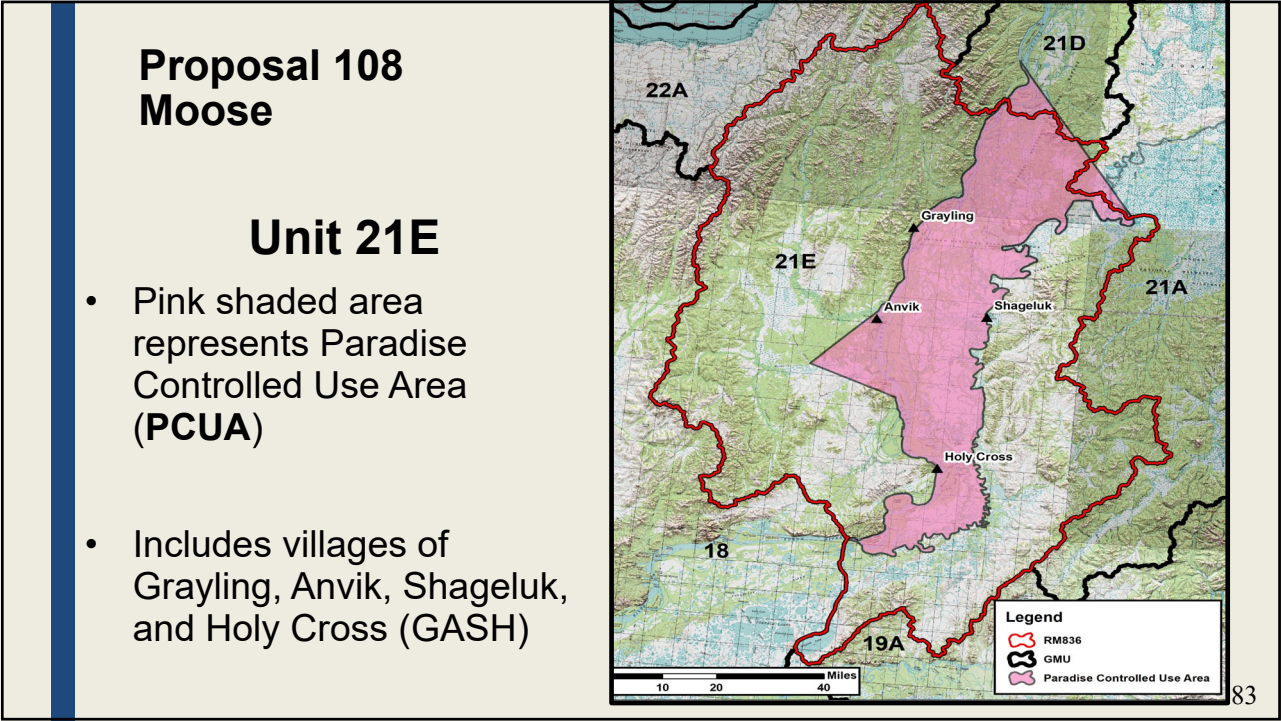 Proposal 108
Moose
Unit 21E
• Pink shaded area
represents Paradise
Controlled Use Area
(PCUA)
• Includes villages of
Grayling, Anvik, Shageluk,
and Holy Cross (GASH)
21D
22A
Grayling
21E
21A
Anvik
Shageluk
Holy Cross
18
19A
Legend
RM836
GMU
Paradise Controlled Use Area
Miles
10 20 40
83